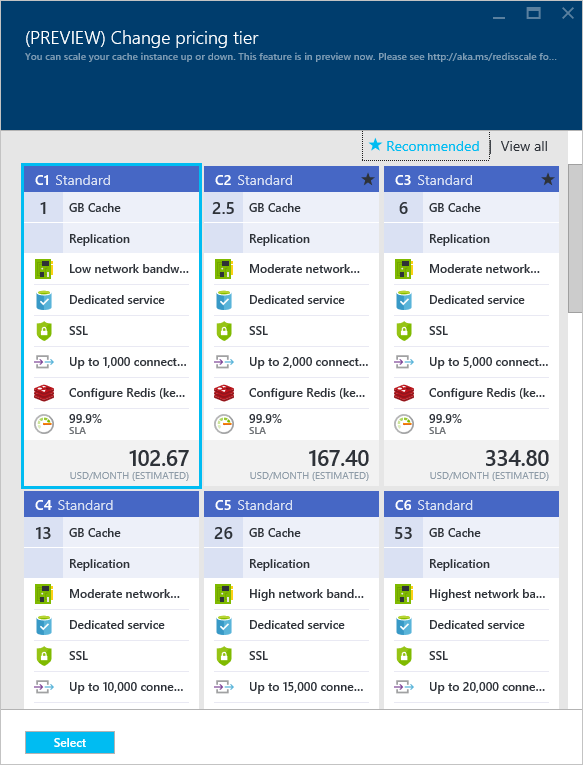 (PREVIEW) Change pricing tier
You can scale your cache instance up or down. This feature is in preview now. Please see http://aka.ms/redisscale fo...
Recommended | View all
C1 Standard
1 GB Cache
Replication
Low network bandw...
Dedicated service
SSL
Up to 1,000 connect...
Configure Redis (ke...
99.9%
SLA
102.67
USD/MONTH (ESTIMATED)
C2 Standard
2.5 GB Cache
Replication
Moderate network...
Dedicated service
SSL
Up to 2,000 connect...
Configure Redis (ke...
99.9%
SLA
167.40
USD/MONTH (ESTIMATED)
C3 Standard
6 GB Cache
Replication
Moderate network...
Dedicated service
SSL
Up to 5,000 connect...
Configure Redis (ke...
99.9%
SLA
334.80
USD/MONTH (ESTIMATED)
C4 Standard
13 GB Cache
Replication
Moderate network...
Dedicated service
SSL
Up to 10,000 conne...
C5 Standard
26 GB Cache
Replication
High network band...
Dedicated service
SSL
Up to 15,000 conne...
C6 Standard
53 GB Cache
Replication
Highest network ba...
Dedicated service
SSL
Up to 20,000 conne...
Select